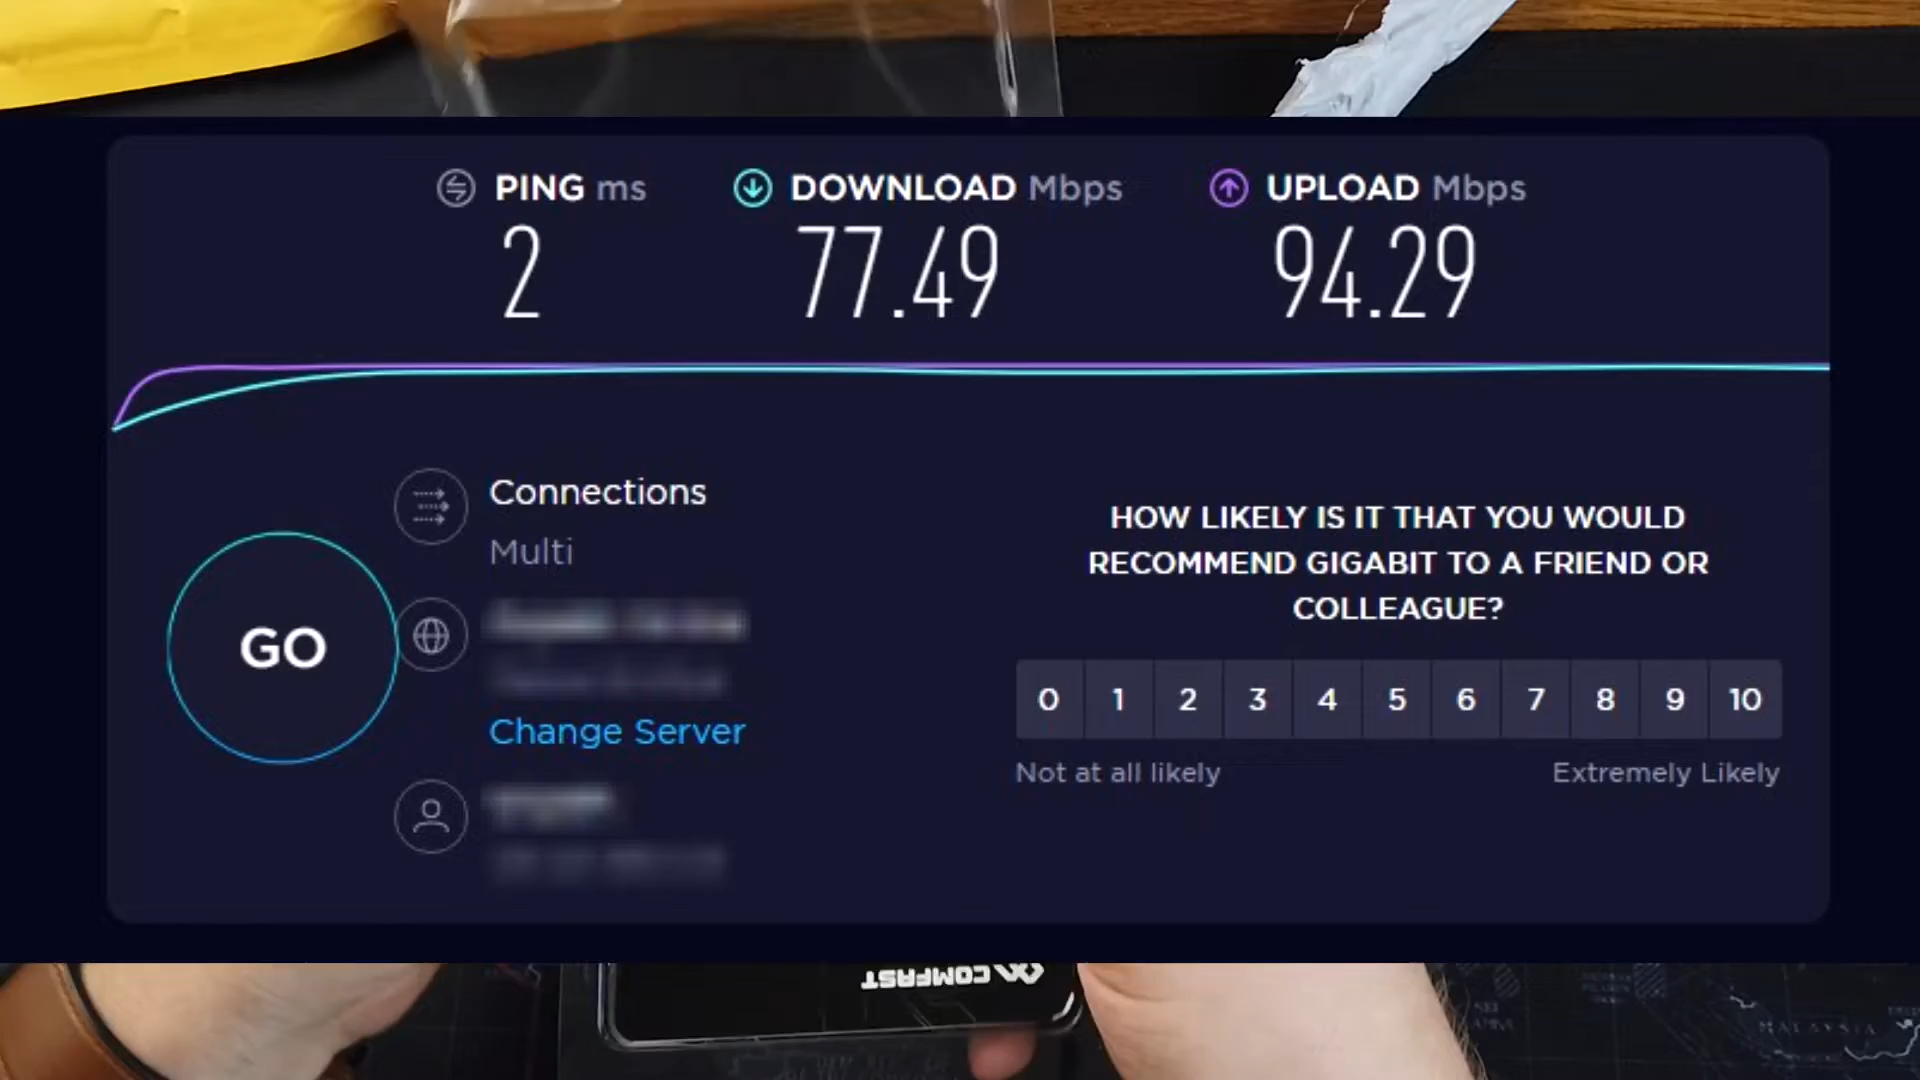 PING ms
2
DOWNLOAD Mbps
77.49
UPLOAD Mbps
94.29
GO
Connections
Multi
Change Server
HOW LIKELY IS IT THAT YOU WOULD
RECOMMEND GIGABIT TO A FRIEND OR
COLLEAGUE?
0 1 2 3 4 5 6 7 8 9 10
Not at all likely
Extremely Likely
COMFAST
MALAYSIA